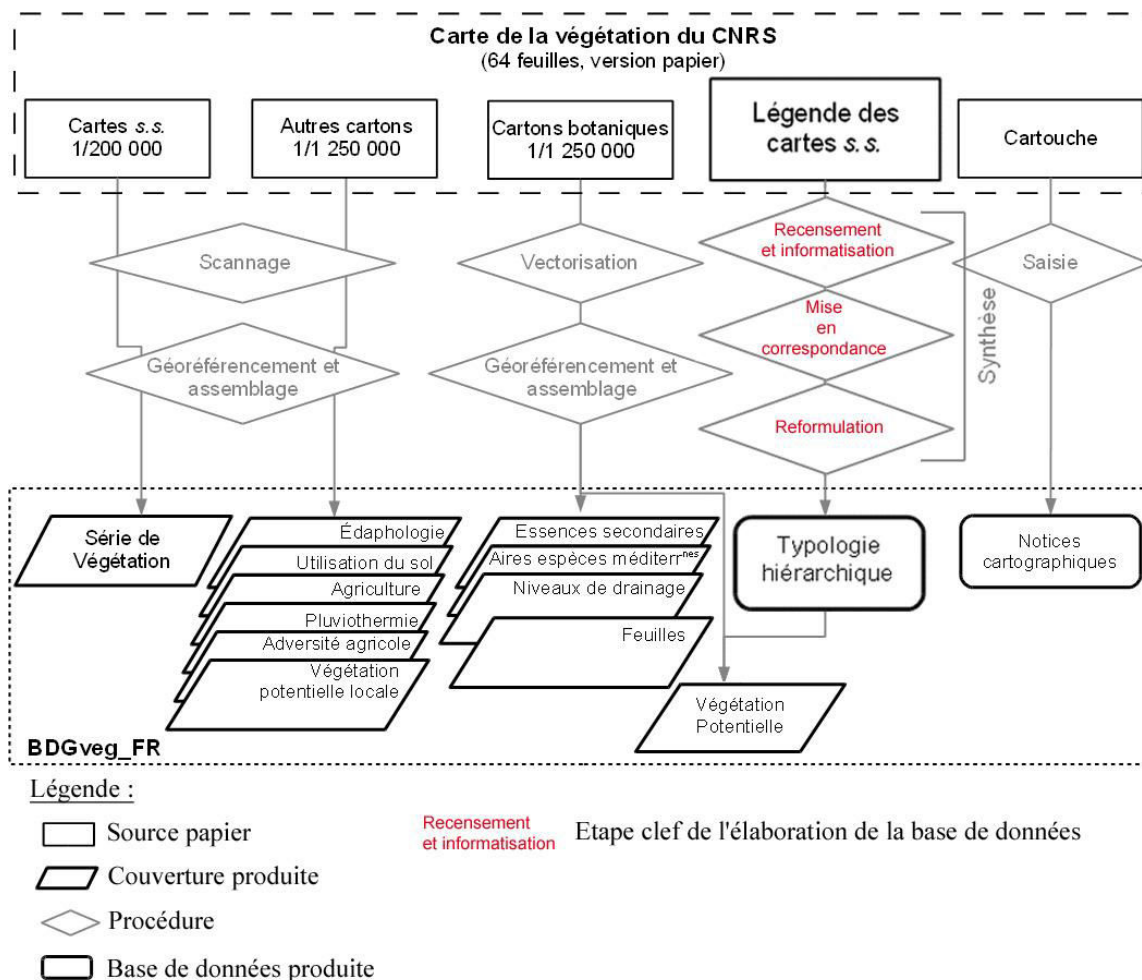 Carte de la végétation du CNRS
(64 feuilles, version papier)
Cartes s.s.
1/200 000
Autres cartons
1/1 250 000
Cartons botaniques
1/1 250 000
Légende des
cartes s.s.
Cartouche
Scannage
Vectorisation
Recensement
et informatisation
Saisie
Mise
en
correspondance
Synthèse
Géoréférencement et
assemblage
Géoréférencement et
assemblage
Reformulation
Série de
Végétation
Édaphologie
Utilisation du sol
Agriculture
Pluviothermie
Adversité agricole
Végétation
potentielle locale
Essences secondaires
Aires espèces méditerrnes
Niveaux de drainage
Feuilles
Typologie
hiérarchique
Notices
cartographiques
Végétation
Potentielle
BDGveg_FR
Légende :
Source papier
Recensement
et informatisation
Etape clef de l'élaboration de la base de données
Couverture produite
Procédure
Base de données produite